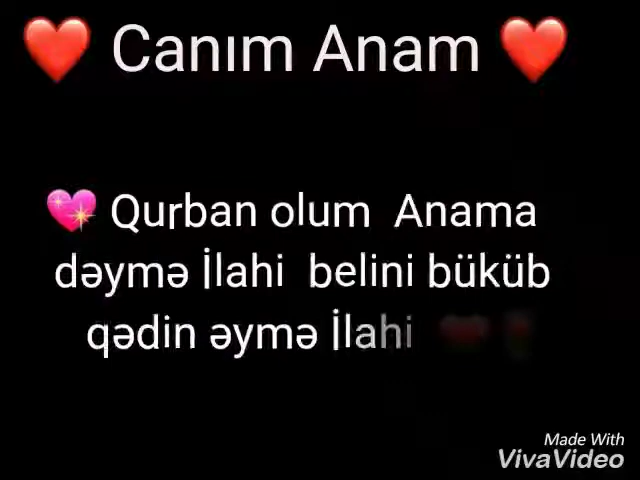 ❤️ Canım Anam ❤️
💖 Qurban olum Anama
dəymə İlahi belini büküb
qədin əymə İlahi ❤️
Made With
VivaVideo